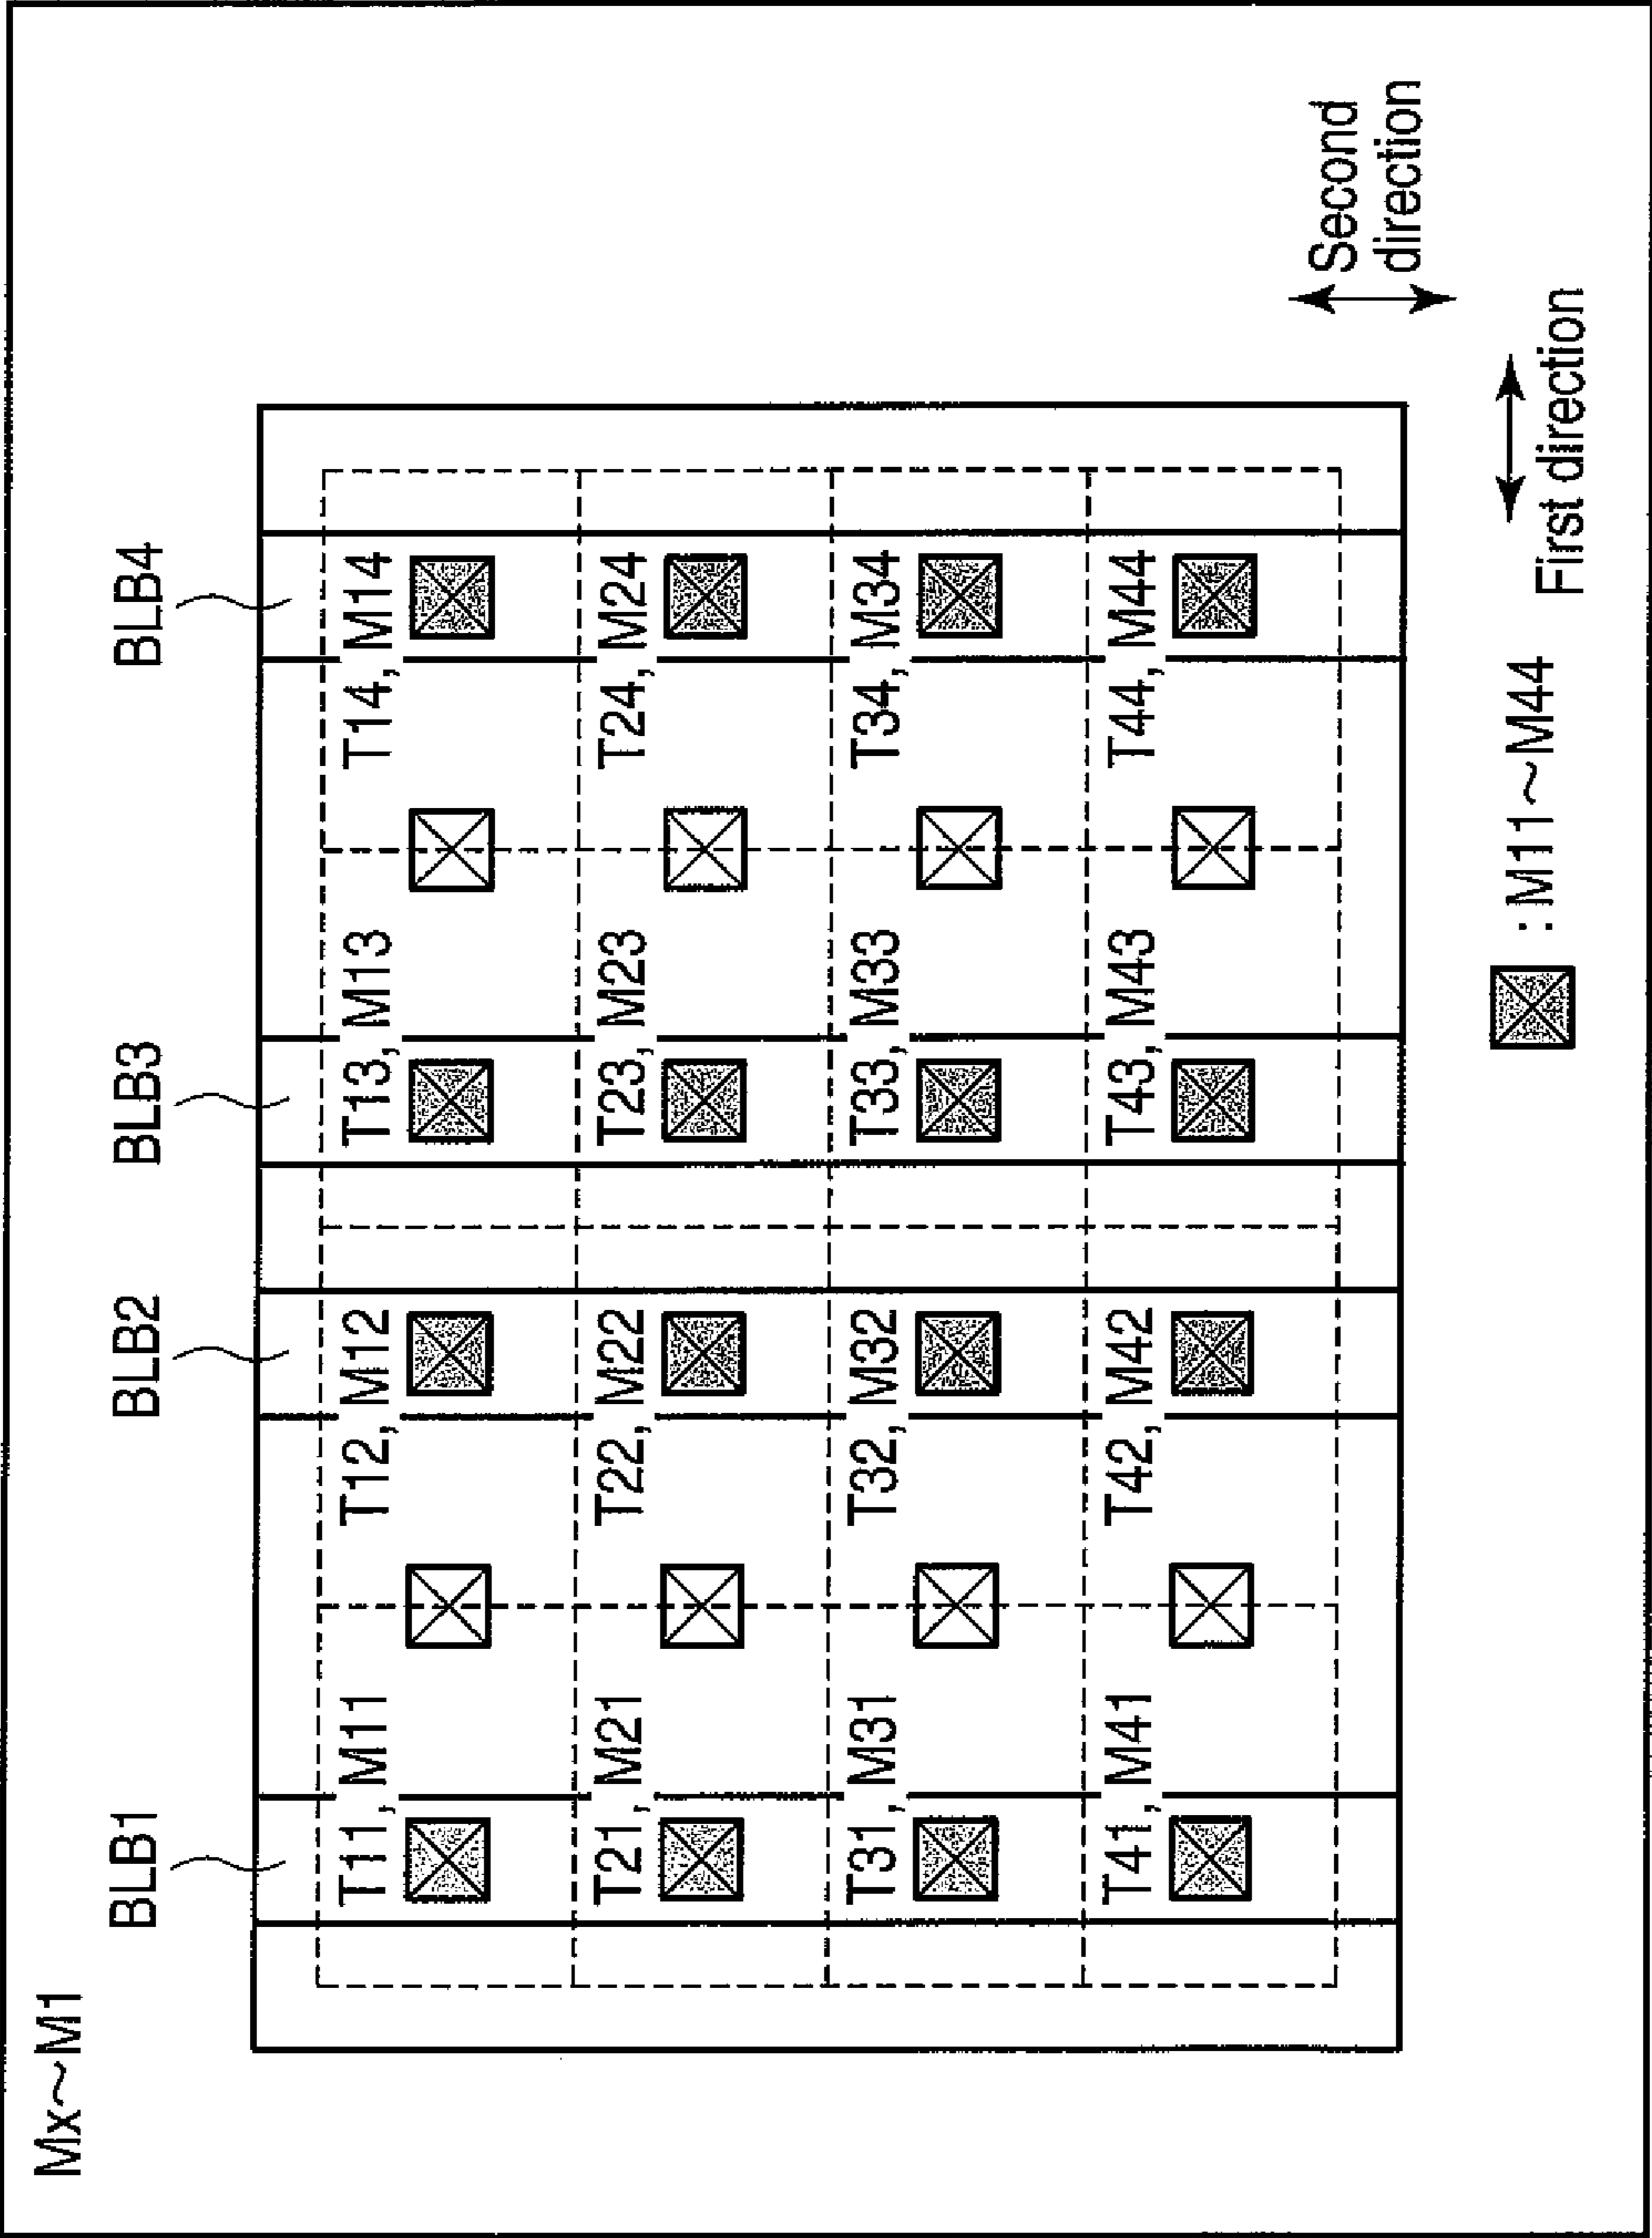 Mx~M1
BLB1
BLB2
BLB3
BLB4
T11, M11
T12, M12
T13, M13
T14, M14
T21, M21
T22, M22
T23, M23
T24, M24
T31, M31
T32, M32
T33, M33
T34, M34
T41, M41
T42, M42
T43, M43
T44, M44
: M11~M44
First direction
Second
direction